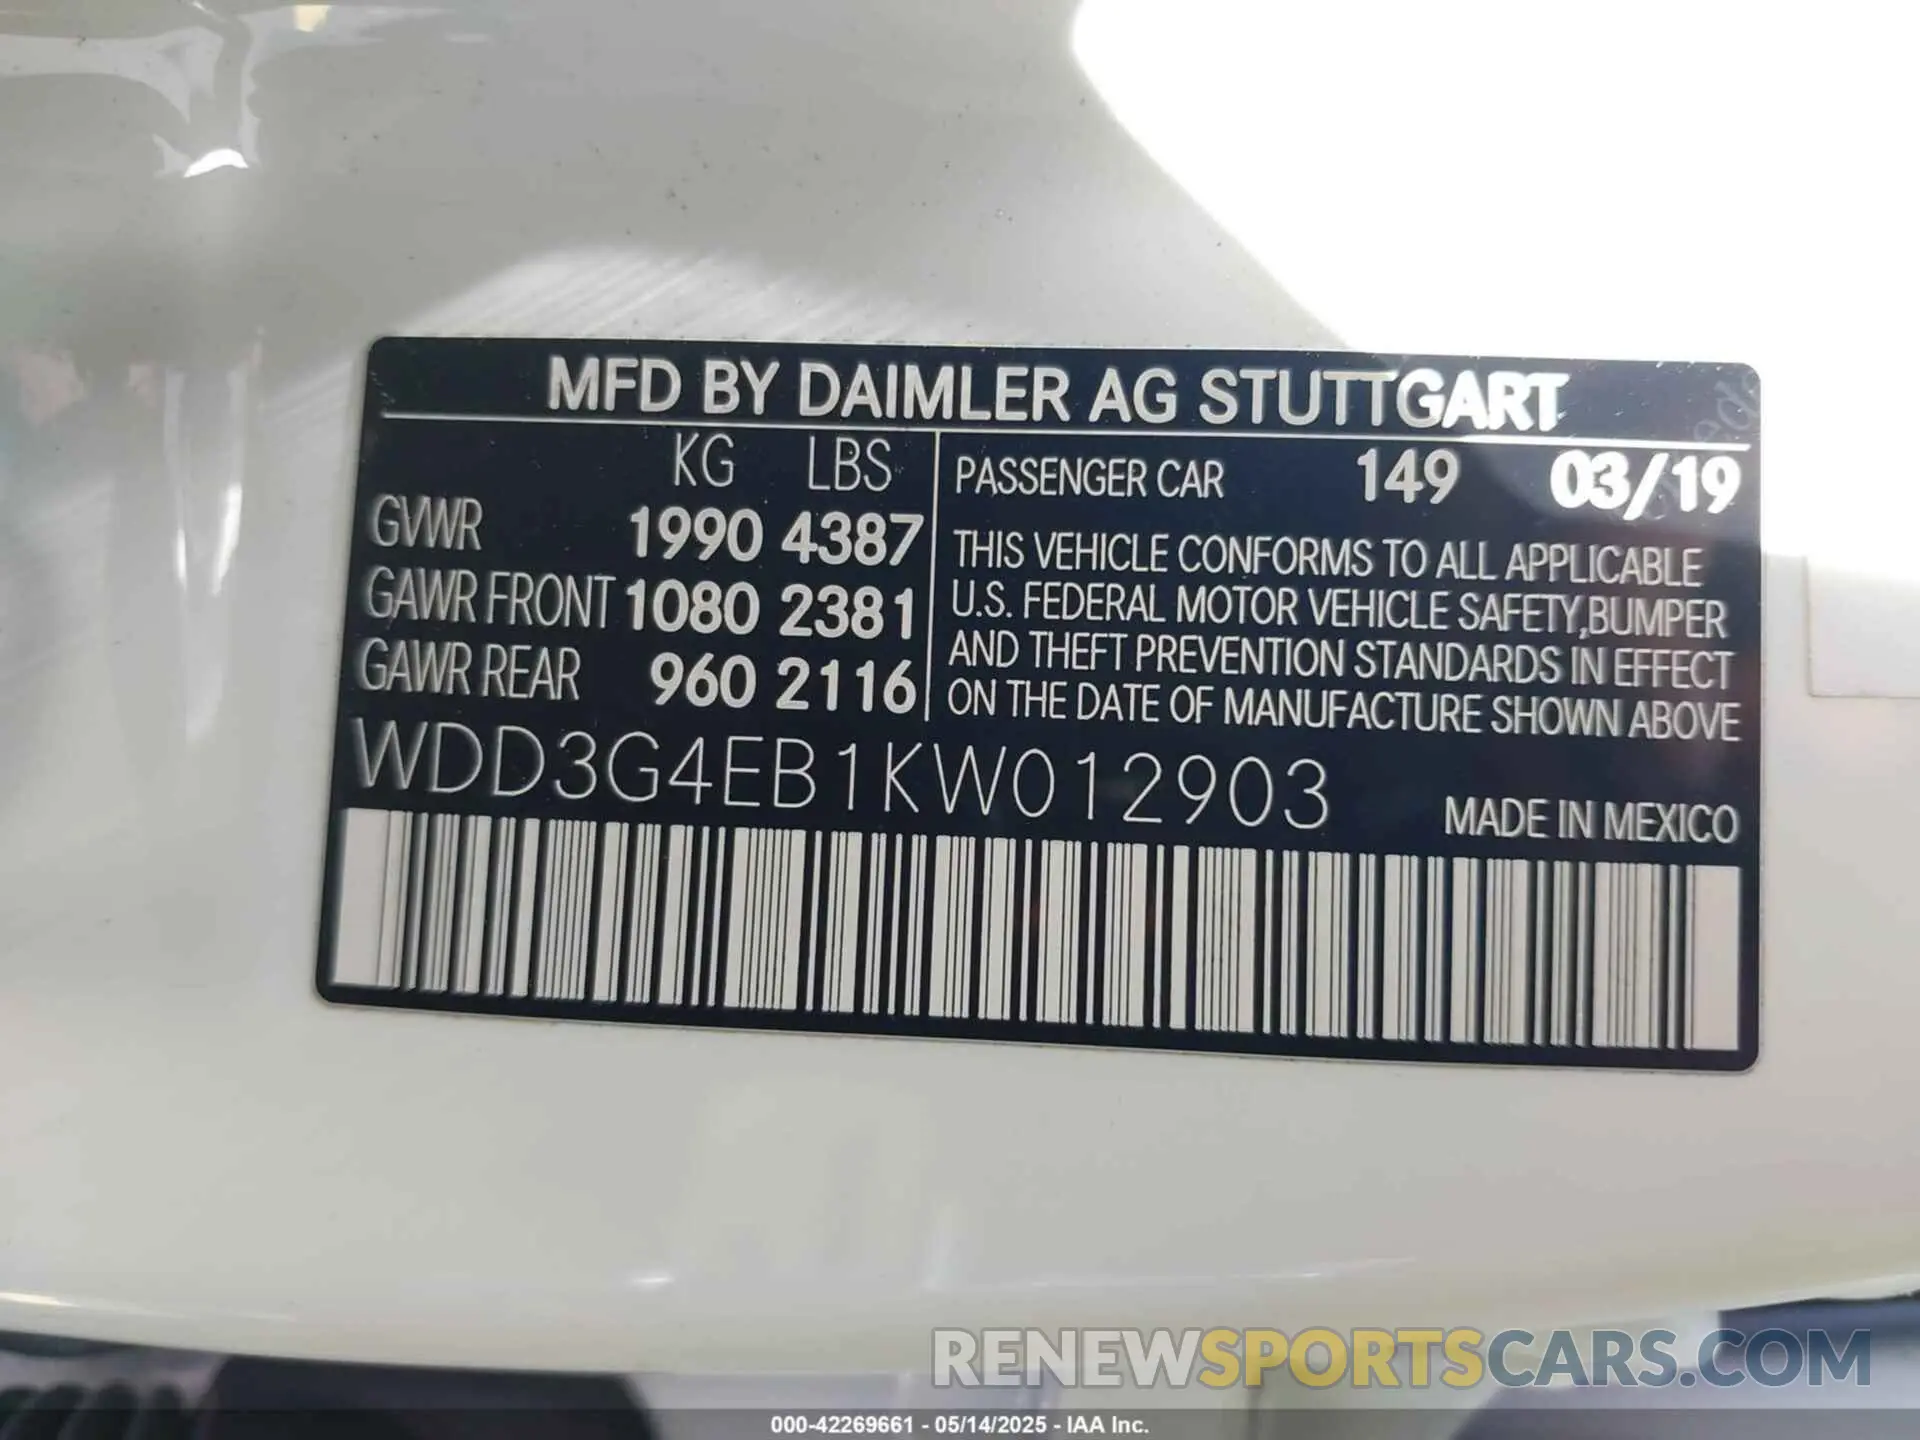 MFD BY DAIMLER AG STUTTGART
KG LBS
GVWR 1990 4387
GAWR FRONT 1080 2381
GAWR REAR 960 2116
PASSENGER CAR 149 03/19
THIS VEHICLE CONFORMS TO ALL APPLICABLE
U.S. FEDERAL MOTOR VEHICLE SAFETY,BUMPER
AND THEFT PREVENTION STANDARDS IN EFFECT
ON THE DATE OF MANUFACTURE SHOWN ABOVE
WDD3G4EB1KW012903
MADE IN MEXICO
RENEWSPORTSCARS.COM
000-42269661 - 05/14/2025 - IAA Inc.